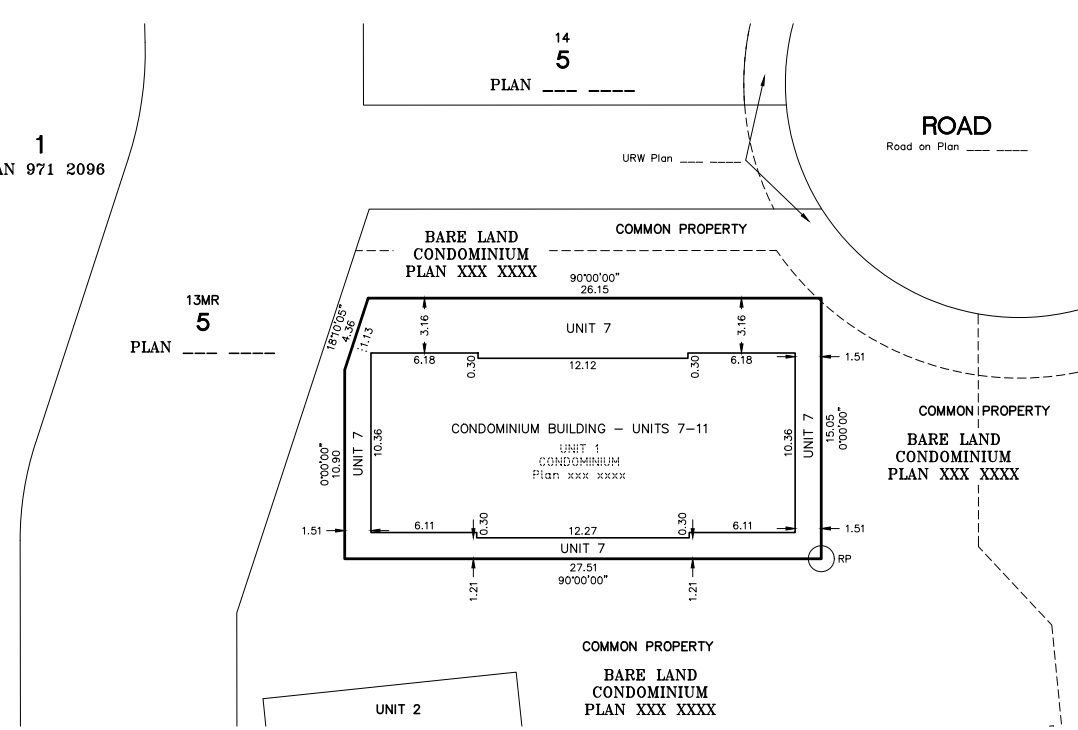 14
5
PLAN ___ ____
ROAD
Road on Plan ___ ____
1
AN 971 2096
URW Plan ___ ____
COMMON PROPERTY
BARE LAND
CONDOMINIUM
PLAN XXX XXXX
90°00'00"
26.15
13MR
5
PLAN ___ ____
18°10'05"
4.36
1.13
3.16
UNIT 7
3.16
6.18
0.30
12.12
0.30
6.18
1.51
COMMON PROPERTY
BARE LAND
CONDOMINIUM
PLAN XXX XXXX
CONDOMINIUM BUILDING - UNITS 7-11
UNIT 1
CONDOMINIUM
Plan xxx xxxx
0°00'00"
10.90
UNIT 7
10.36
10.36
UNIT 7
15.05
0°00'00"
1.51
6.11
0.30
12.27
0.30
6.11
1.51
UNIT 7
RP
27.51
90°00'00"
1.21
1.21
COMMON PROPERTY
BARE LAND
CONDOMINIUM
PLAN XXX XXXX
UNIT 2